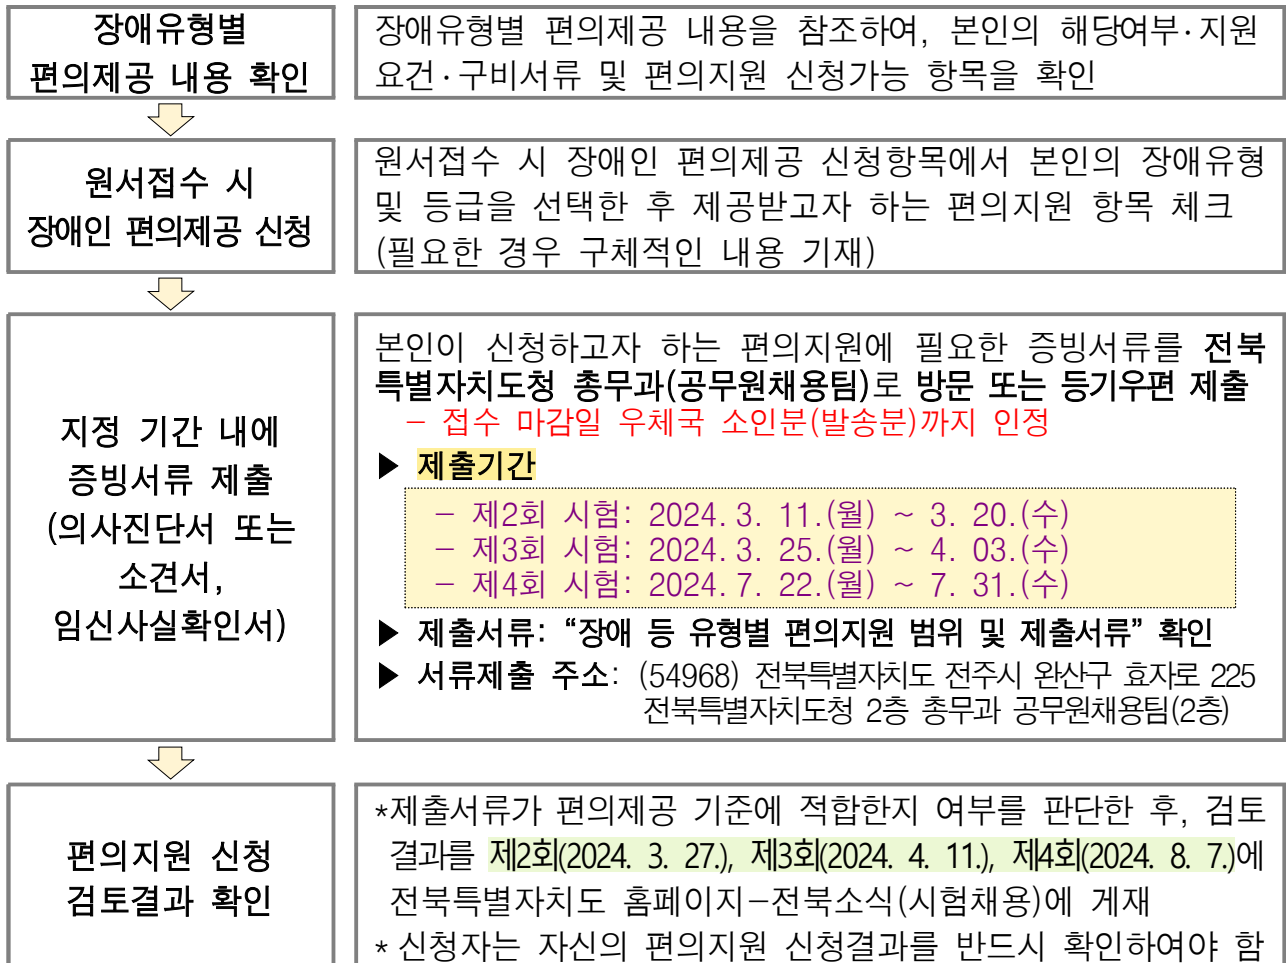 장애유형별
편의제공 내용 확인
장애유형별 편의제공 내용을 참조하여, 본인의 해당여부·지원
요건·구비서류 및 편의지원 신청가능 항목을 확인
원서접수 시
장애인 편의제공 신청
원서접수 시 장애인 편의제공 신청항목에서 본인의 장애유형
및 등급을 선택한 후 제공받고자 하는 편의지원 항목 체크
(필요한 경우 구체적인 내용 기재)
지정 기간 내에
증빙서류 제출
(의사진단서 또는
소견서,
임신사실확인서)
본인이 신청하고자 하는 편의지원에 필요한 증빙서류를 전북
특별자치도청 총무과(공무원채용팀)로 방문 또는 등기우편 제출
- 접수 마감일 우체국 소인분(발송분)까지 인정
▶ 제출기간
- 제2회 시험: 2024. 3. 11.(월) ~ 3. 20.(수)
- 제3회 시험: 2024. 3. 25.(월) ~ 4. 03.(수)
- 제4회 시험: 2024. 7. 22.(월) ~ 7. 31.(수)
▶ 제출서류: “장애 등 유형별 편의지원 범위 및 제출서류” 확인
▶ 서류제출 주소: (54968) 전북특별자치도 전주시 완산구 효자로 225
전북특별자치도청 2층 총무과 공무원채용팀(2층)
편의지원 신청
검토결과 확인
*제출서류가 편의제공 기준에 적합한지 여부를 판단한 후, 검토
결과를 제2회(2024. 3. 27.), 제3회(2024. 4. 11.), 제4회(2024. 8. 7.)에
전북특별자치도 홈페이지-전북소식(시험채용)에 게재
* 신청자는 자신의 편의지원 신청결과를 반드시 확인하여야 함